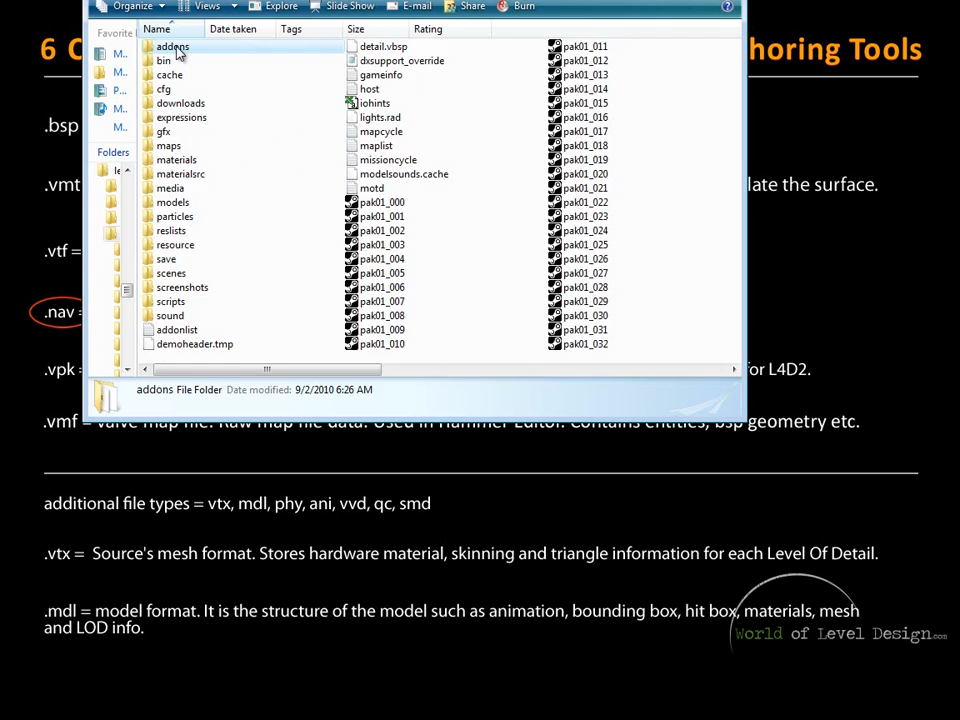 Organize Views Explore Slide Show E-mail Share Burn
6 horing Tools
Name Date taken Tags Size Rating
Favorite
M..
M..
P...
M..
M..
Folders
le
addons
bin
cache
cfg
downloads
expressions
gfx
maps
materials
materialsrc
media
models
particles
reslists
resource
save
scenes
screenshots
scripts
sound
addonlist
demoheader.tmp
detail.vbsp
dxsupport_override
gameinfo
host
iohints
lights.rad
mapcycle
maplist
missioncycle
modelsounds.cache
motd
pak01_000
pak01_001
pak01_002
pak01_003
pak01_004
pak01_005
pak01_006
pak01_007
pak01_008
pak01_009
pak01_010
pak01_011
pak01_012
pak01_013
pak01_014
pak01_015
pak01_016
pak01_017
pak01_018
pak01_019
pak01_020
pak01_021
pak01_022
pak01_023
pak01_024
pak01_025
pak01_026
pak01_027
pak01_028
pak01_029
pak01_030
pak01_031
pak01_032
addons File Folder Date modified: 9/2/2010 6:26 AM
.bsp
.vmt late the surface.
.vtf =
.nav =
.vpk = for L4D2.
.vmf = Valve map file. Raw map file data. Used in Hammer Editor. Contains entities, bsp geometry etc.
additional file types = vtx, mdl, phy, ani, vvd, qc, smd
.vtx = Source's mesh format. Stores hardware material, skinning and triangle information for each Level Of Detail.
.mdl = model format. It is the structure of the model such as animation, bounding box, hit box, materials, mesh
and LOD info.
World of Level Design.com